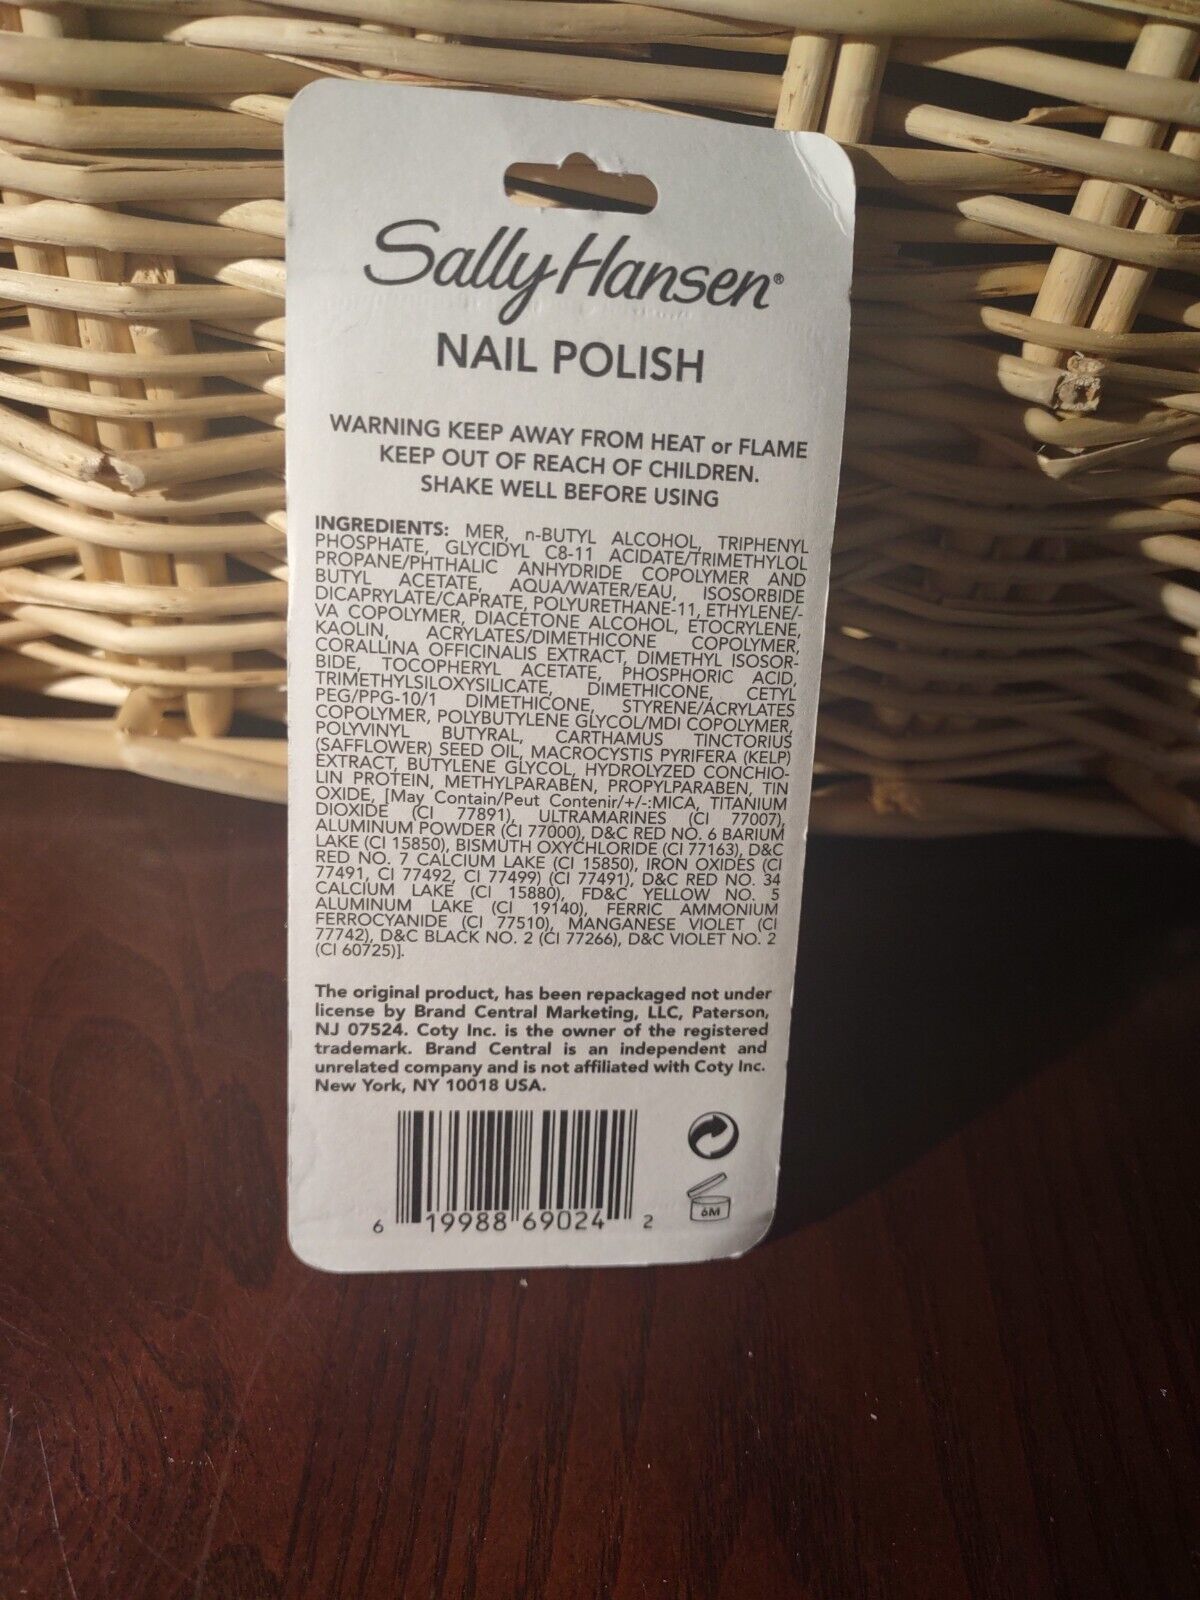 Sally Hansen®
NAIL POLISH
WARNING KEEP AWAY FROM HEAT or FLAME
KEEP OUT OF REACH OF CHILDREN.
SHAKE WELL BEFORE USING
INGREDIENTS: MER, n-BUTYL ALCOHOL, TRIPHENYL
PHOSPHATE, GLYCIDYL C8-11 ACIDATE/TRIMETHYLOL
PROPANE/PHTHALIC ANHYDRIDE COPOLYMER AND
BUTYL ACETATE, AQUA/WATER/EAU, ISOSORBIDE
DICAPRYLATE/CAPRATE, POLYURETHANE-11, ETHYLENE/-
VA COPOLYMER, DIACETONE ALCOHOL, ETOCRYLENE,
KAOLIN, ACRYLATES/DIMETHICONE COPOLYMER,
CORALLINA OFFICINALIS EXTRACT, DIMETHYL ISOSOR-
BIDE, TOCOPHERYL ACETATE, PHOSPHORIC ACID,
TRIMETHYLSILOXYSILICATE, DIMETHICONE, CETYL
PEG/PPG-10/1 DIMETHICONE, STYRENE/ACRYLATES
COPOLYMER, POLYBUTYLENE GLYCOL/MDI COPOLYMER,
POLYVINYL BUTYRAL, CARTHAMUS TINCTORIUS
(SAFFLOWER) SEED OIL, MACROCYSTIS PYRIFERA (KELP)
EXTRACT, BUTYLENE GLYCOL, HYDROLYZED CONCHIO-
LIN PROTEIN, METHYLPARABEN, PROPYLPARABEN, TIN
OXIDE, [May Contain/Peut Contenir/+/-:MICA, TITANIUM
DIOXIDE (CI 77891), ULTRAMARINES (CI 77007),
ALUMINUM POWDER (CI 77000), D&C RED NO. 6 BARIUM
LAKE (CI 15850), BISMUTH OXYCHLORIDE (CI 77163), D&C
RED NO. 7 CALCIUM LAKE (CI 15850), IRON OXIDES (CI
77491, CI 77492, CI 77499) (CI 77491), D&C RED NO. 34
CALCIUM LAKE (CI 15880), FD&C YELLOW NO. 5
ALUMINUM LAKE (CI 19140), FERRIC AMMONIUM
FERROCYANIDE (CI 77510), MANGANESE VIOLET (CI
77742), D&C BLACK NO. 2 (CI 77266), D&C VIOLET NO. 2
(CI 60725)].
The original product, has been repackaged not under
license by Brand Central Marketing, LLC, Paterson,
NJ 07524. Coty Inc. is the owner of the registered
trademark. Brand Central is an independent and
unrelated company and is not affiliated with Coty Inc.
New York, NY 10018 USA.
6 19988 69024 2
6M